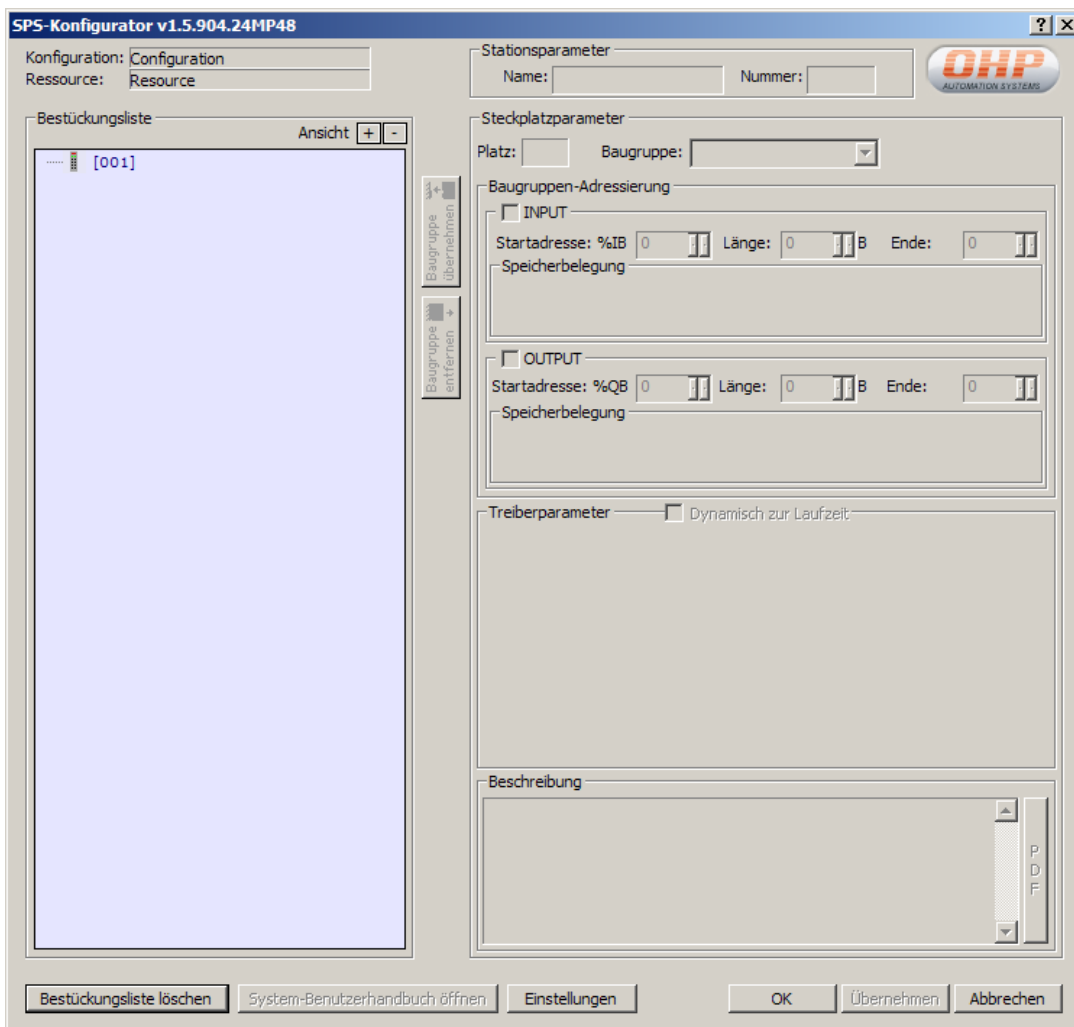 SPS-Konfigurator v1.5.904.24MP48
? X
Konfiguration: Configuration
Ressource: Resource
Stationsparameter
Name: Nummer:
OHP
AUTOMATION SYSTEMS
Bestückungsliste
Ansicht + -
[001]
Baugruppe übernehmen
Baugruppe entfernen
Steckplatzparameter
Platz: Baugruppe:
Baugruppen-Adressierung
INPUT
Startadresse: %IB 0 Länge: 0 B Ende: 0
Speicherbelegung
OUTPUT
Startadresse: %QB 0 Länge: 0 B Ende: 0
Speicherbelegung
Treiberparameter Dynamisch zur Laufzeit
Beschreibung
PDF
Bestückungsliste löschen System-Benutzerhandbuch öffnen Einstellungen OK Übernehmen Abbrechen